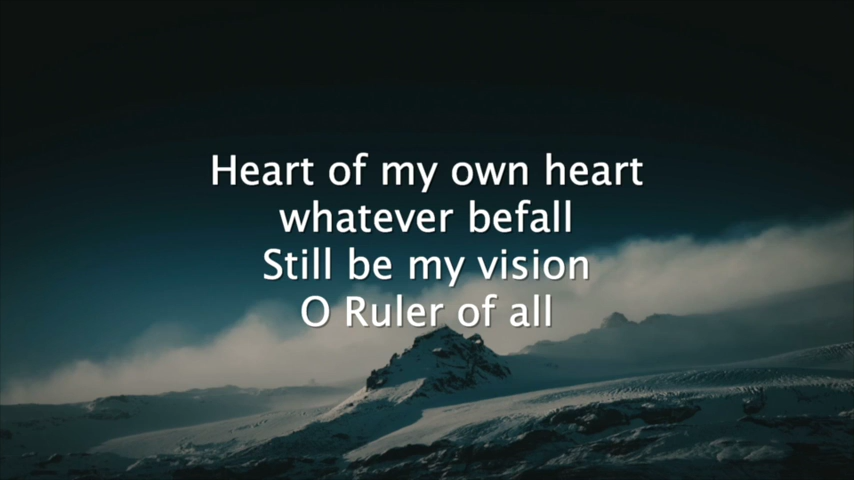 Heart of my own heart
whatever befall
Still be my vision
O Ruler of all